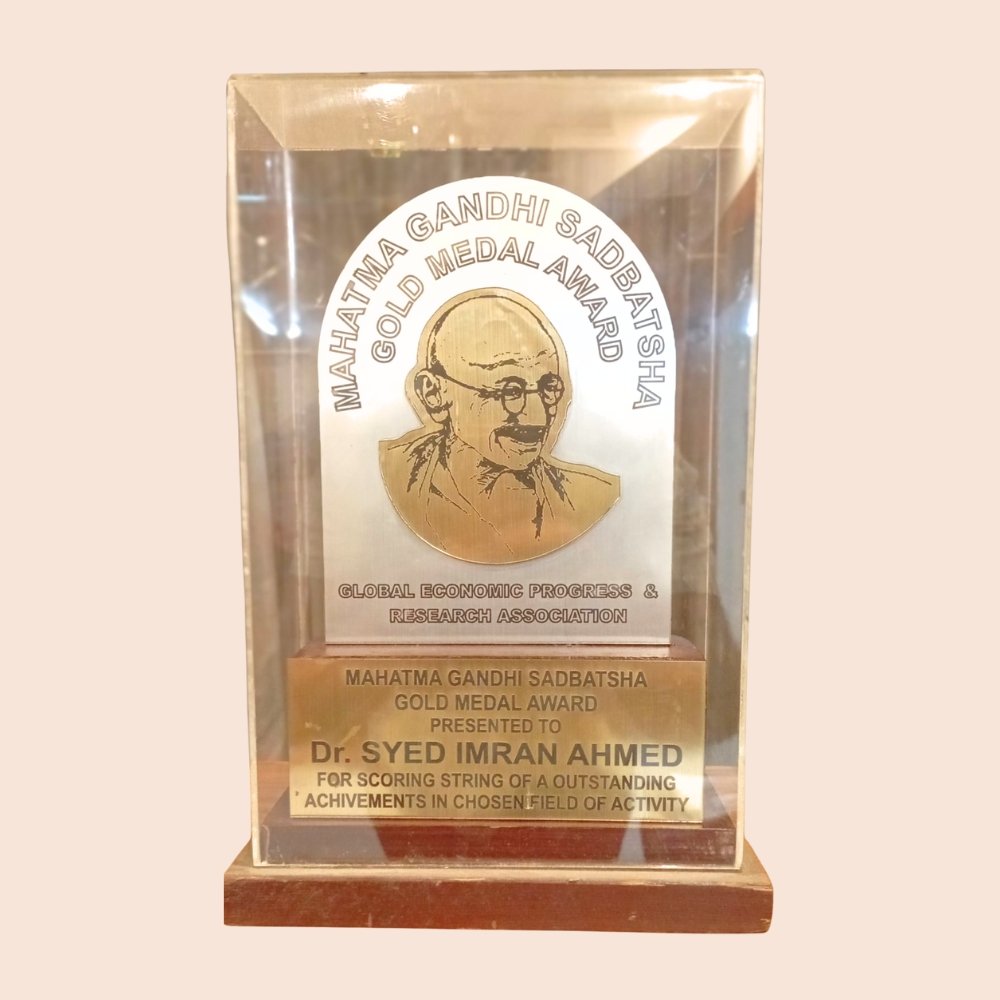 MAHATMA GANDHI SADBATSHA
GOLD MEDAL AWARD
GLOBAL ECONOMIC PROGRESS &
RESEARCH ASSOCIATION
MAHATMA GANDHI SADBATSHA
GOLD MEDAL AWARD
PRESENTED TO
Dr. SYED IMRAN AHMED
FOR SCORING STRING OF A OUTSTANDING
ACHIVEMENTS IN CHOSEN FIELD OF ACTIVITY